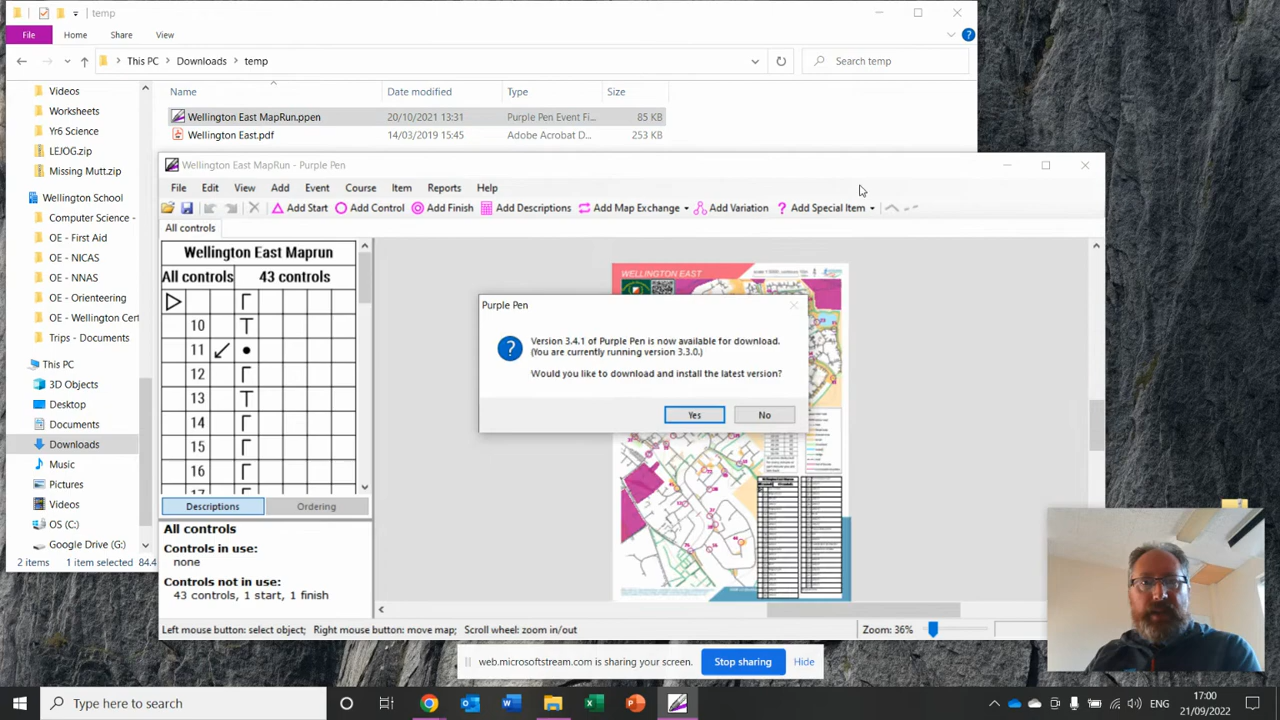 temp
File Home Share View
This PC Downloads temp
Search temp
Videos
Worksheets
Yr6 Science
LEJOG.zip
Missing Mutt.zip
Wellington School
Computer Science -
OE - First Aid
OE - NICAS
OE - NNAS
OE - Orienteering
OE - Wellington Cert
Trips - Documents
This PC
3D Objects
Desktop
Documents
Downloads
Music
Pictures
Videos
OS (C:)
Google Drive (G:)
2 items 1 item selected 84.4
Name Date modified Type Size
Wellington East MapRun.ppen 20/10/2021 13:31 Purple Pen Event Fi... 85 KB
Wellington East.pdf 14/03/2019 15:45 Adobe Acrobat D... 253 KB
Wellington East MapRun - Purple Pen
File Edit View Add Event Course Item Reports Help
Add Start Add Control Add Finish Add Descriptions Add Map Exchange Add Variation Add Special Item
All controls
Wellington East Maprun
All controls 43 controls
10
11
12
13
14
15
16
17
Descriptions Ordering
All controls
Controls in use:
none
Controls not in use:
43 controls, 1 start, 1 finish
WELLINGTON EAST
Purple Pen
Version 3.4.1 of Purple Pen is now available for download.
(You are currently running version 3.3.0.)
Would you like to download and install the latest version?
Yes No
Left mouse button: select object; Right mouse button: move map; Scroll wheel: zoom in/out
Zoom: 36%
web.microsoftstream.com is sharing your screen. Stop sharing Hide
Type here to search
ENG
17:00
21/09/2022